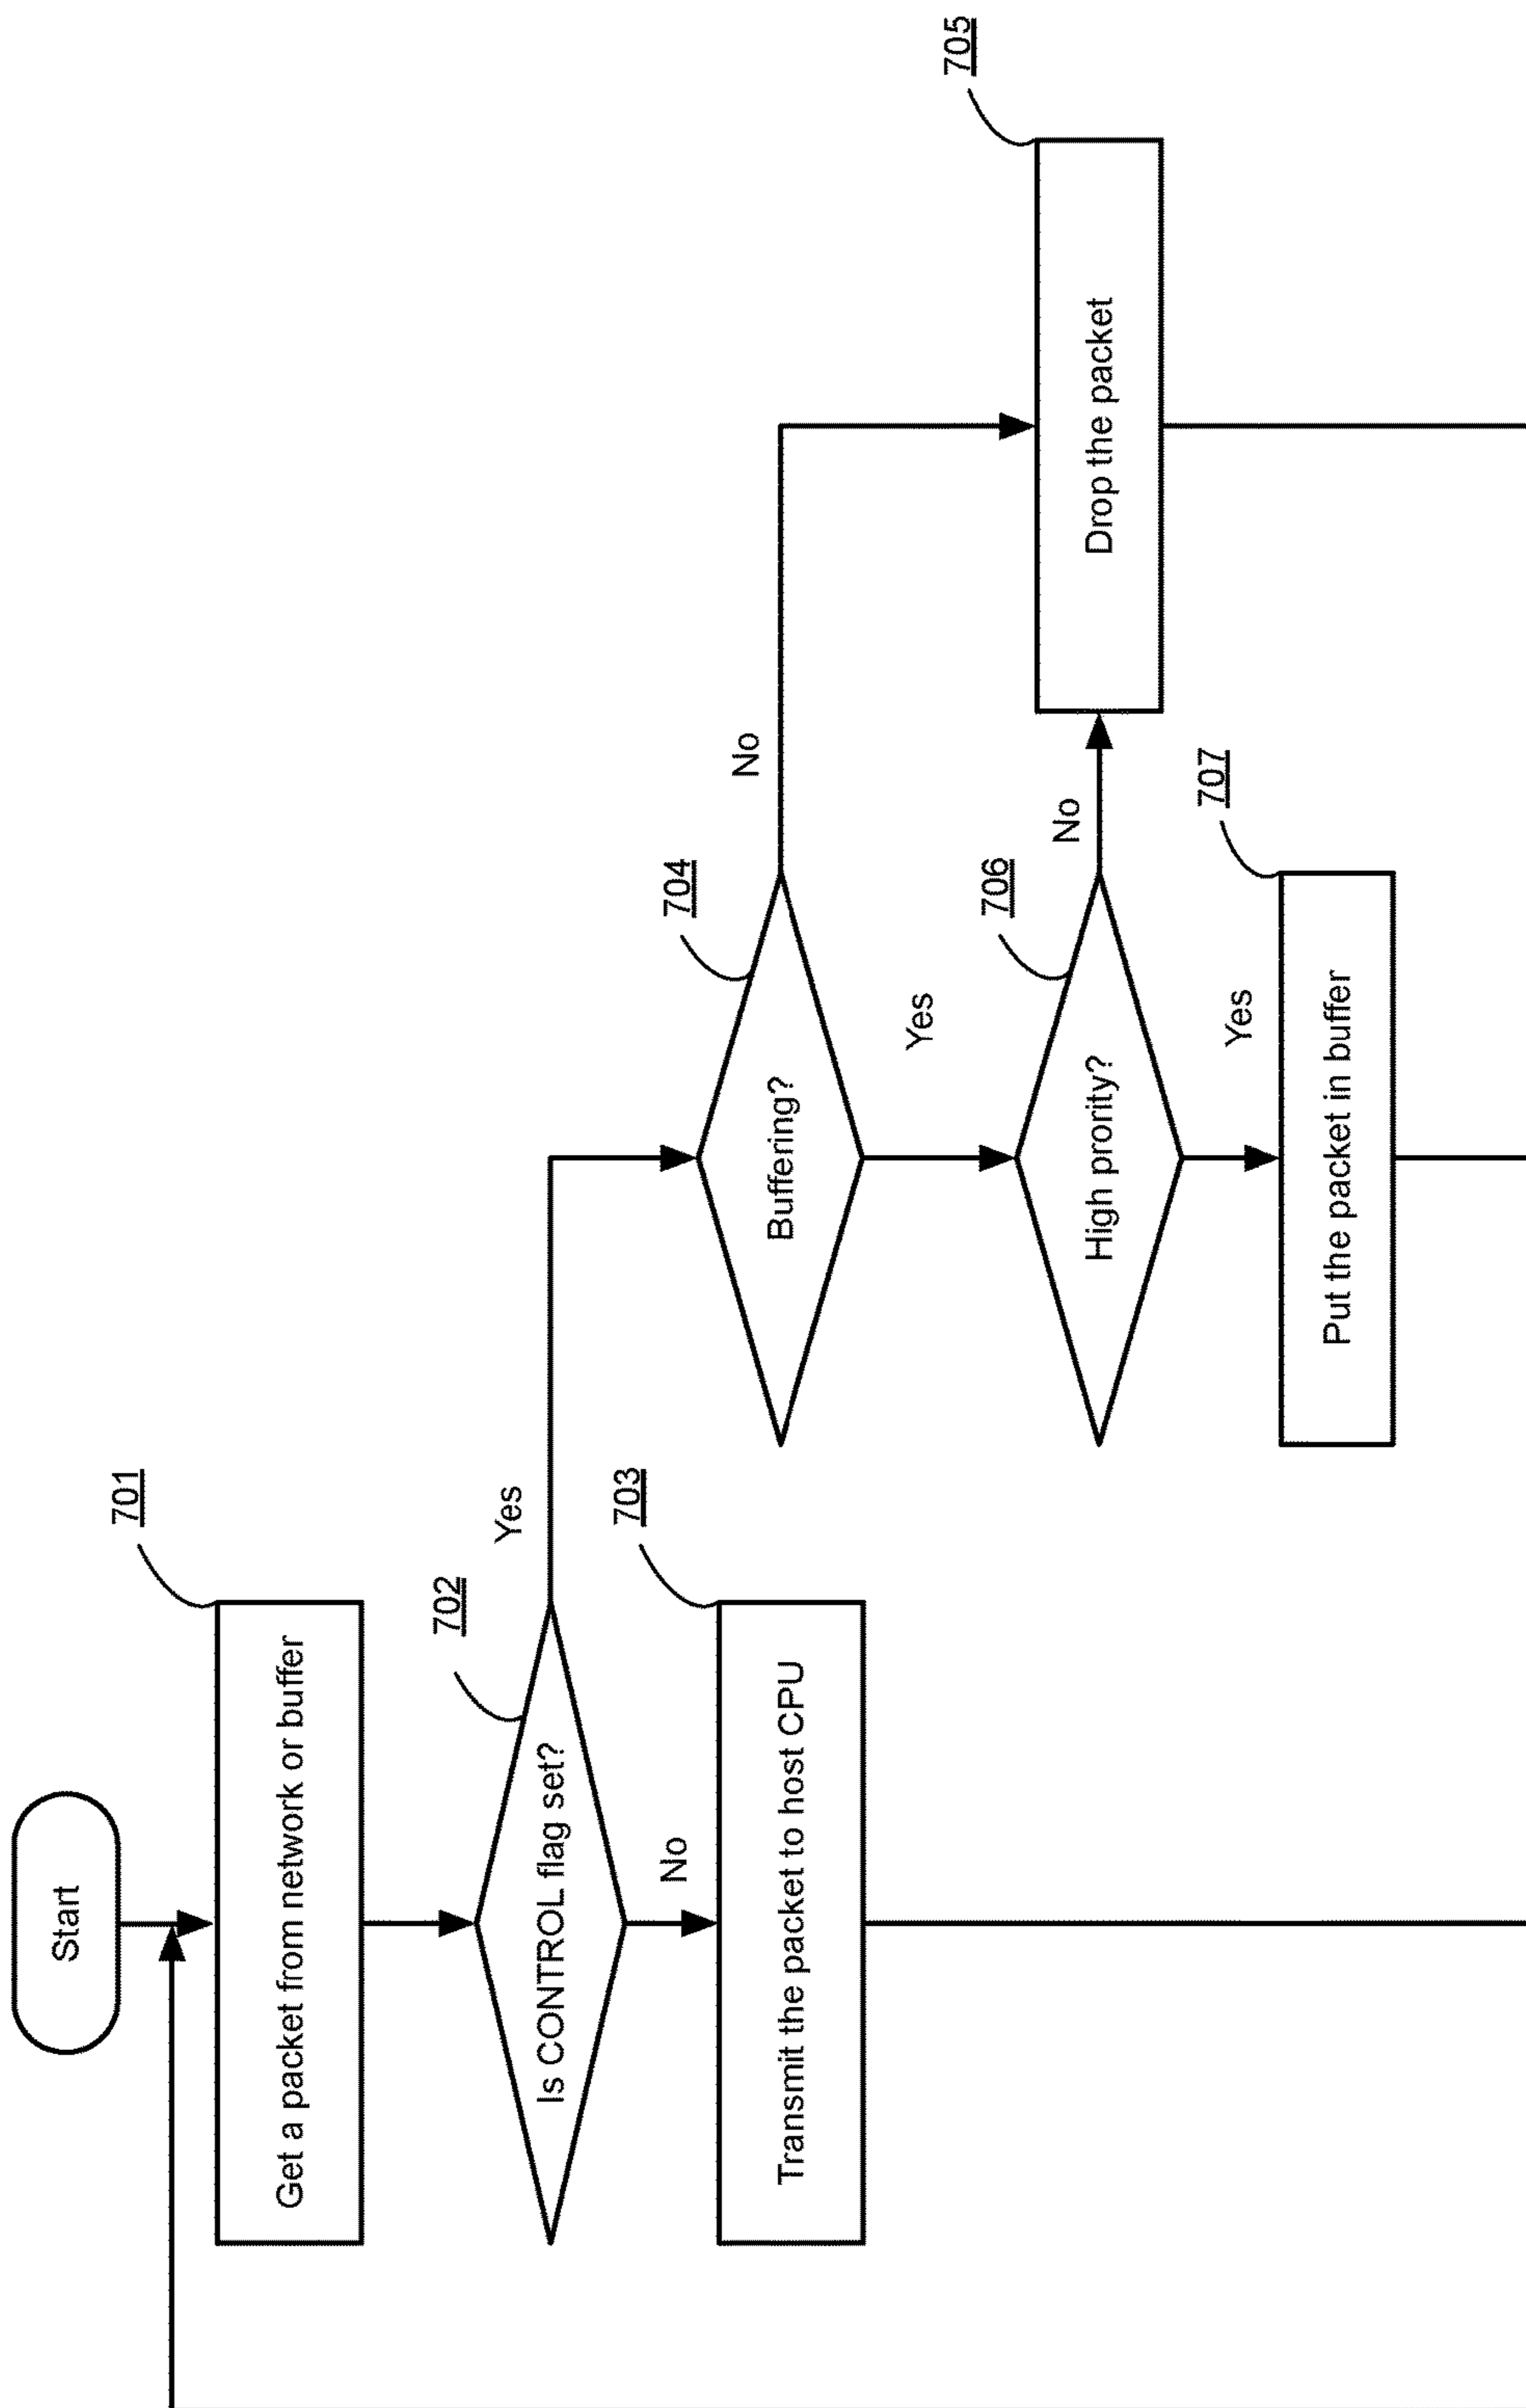 Start
701
Get a packet from network or buffer
702
Is CONTROL flag set?
Yes
No
703
Transmit the packet to host CPU
704
Buffering?
No
Yes
705
Drop the packet
706
High prority?
No
Yes
707
Put the packet in buffer